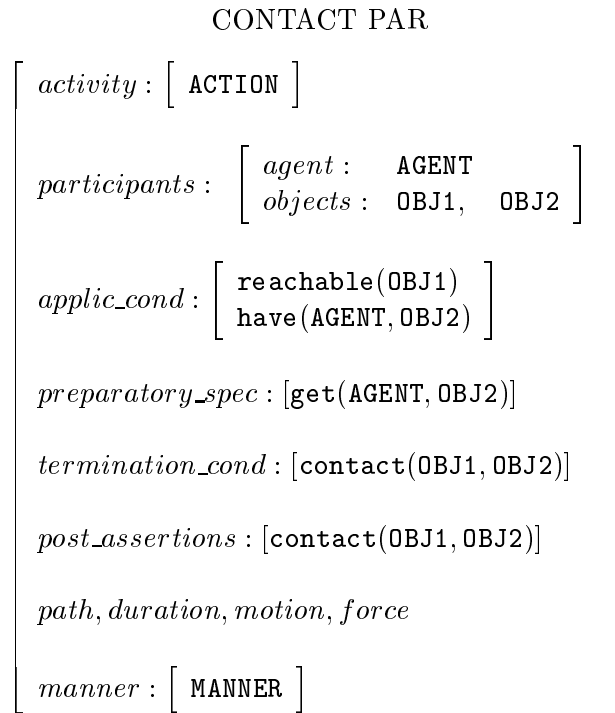 CONTACT PAR
activity : [ ACTION ]
participants : [ agent : AGENT
objects : OBJ1, OBJ2 ]
applic_cond : [ reachable(OBJ1)
have(AGENT, OBJ2) ]
preparatory_spec : [get(AGENT, OBJ2)]
termination_cond : [contact(OBJ1, OBJ2)]
post_assertions : [contact(OBJ1, OBJ2)]
path, duration, motion, force
manner : [ MANNER ]